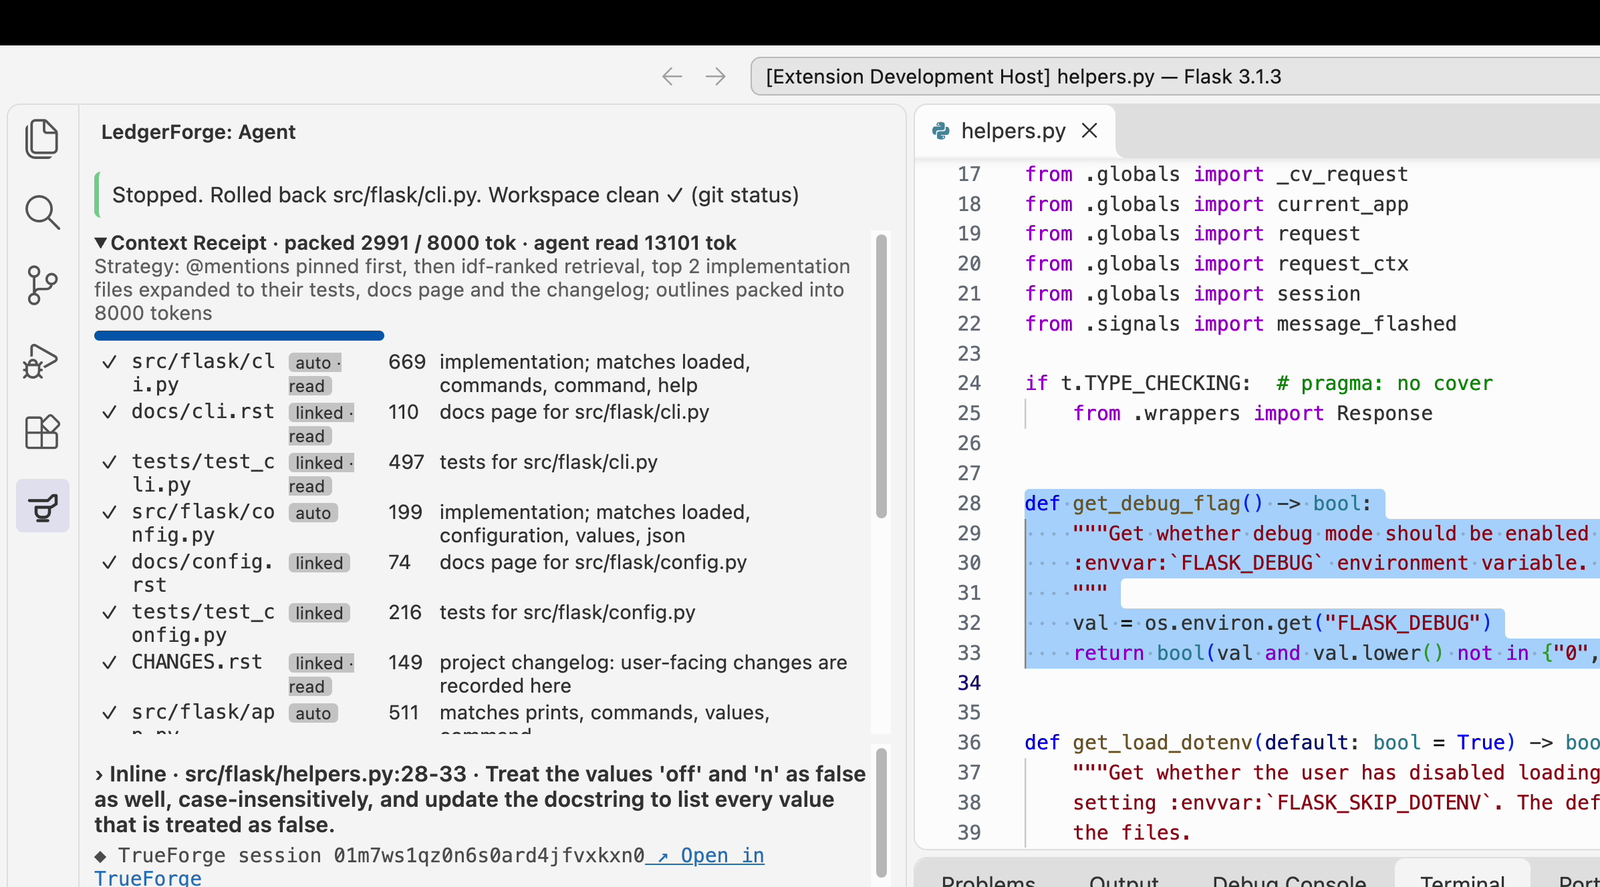 [Extension Development Host] helpers.py — Flask 3.1.3
LedgerForge: Agent
Stopped. Rolled back src/flask/cli.py. Workspace clean ✓ (git status)
▼Context Receipt · packed 2991 / 8000 tok · agent read 13101 tok
Strategy: @mentions pinned first, then idf-ranked retrieval, top 2 implementation
files expanded to their tests, docs page and the changelog; outlines packed into
8000 tokens
✓ src/flask/cl auto · 669 implementation; matches loaded,
i.py read commands, command, help
✓ docs/cli.rst linked · 110 docs page for src/flask/cli.py
read
✓ tests/test_c linked · 497 tests for src/flask/cli.py
li.py read
✓ src/flask/co auto 199 implementation; matches loaded,
nfig.py configuration, values, json
✓ docs/config. linked 74 docs page for src/flask/config.py
rst
✓ tests/test_c linked 216 tests for src/flask/config.py
onfig.py
✓ CHANGES.rst linked · 149 project changelog: user-facing changes are
read recorded here
✓ src/flask/ap auto 511 matches prints, commands, values,
› Inline · src/flask/helpers.py:28-33 · Treat the values 'off' and 'n' as false
as well, case-insensitively, and update the docstring to list every value
that is treated as false.
◆ TrueForge session 01m7ws1qz0n6s0ard4jfvxkxn0 ↗ Open in
TrueForge
helpers.py
17 from .globals import _cv_request
18 from .globals import current_app
19 from .globals import request
20 from .globals import request_ctx
21 from .globals import session
22 from .signals import message_flashed
23
24 if t.TYPE_CHECKING:  # pragma: no cover
25 from .wrappers import Response
26
27
28 def get_debug_flag() -> bool:
29 """Get whether debug mode should be enabled
30 :envvar:`FLASK_DEBUG` environment variable.
31 """
32 val = os.environ.get("FLASK_DEBUG")
33 return bool(val and val.lower() not in {"0",
34
35
36 def get_load_dotenv(default: bool = True) -> boo
37 """Get whether the user has disabled loading
38 setting :envvar:`FLASK_SKIP_DOTENV`. The def
39 the files.
Problems Output Debug Console Terminal Por